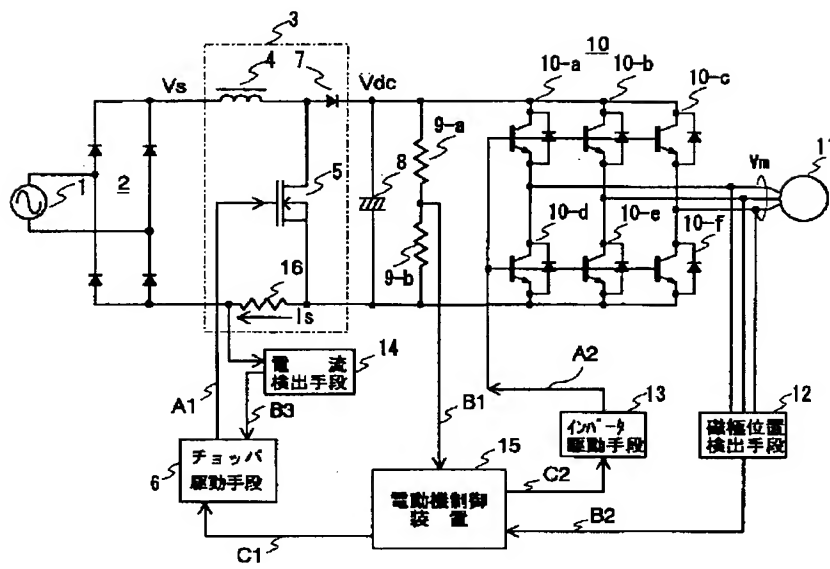 3
10
4
7
10-a
10-b
10-c
Vs
Vdc
9-a
11
Vm
1
2
5
8
10-d
10-e
10-f
9-b
16
Is
14
電流
検出手段
A1
B3
B1
A2
13
12
インバータ
駆動手段
磁極位置
検出手段
チョッパ
駆動手段
6
15
電動機制御
装置
C2
B2
C1